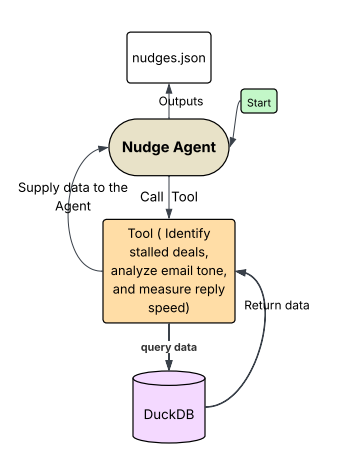 nudges.json
Outputs
Start
Nudge Agent
Supply data to the
Agent
Call Tool
Tool ( Identify
stalled deals,
analyze email tone,
and measure reply
speed)
Return data
query data
DuckDB